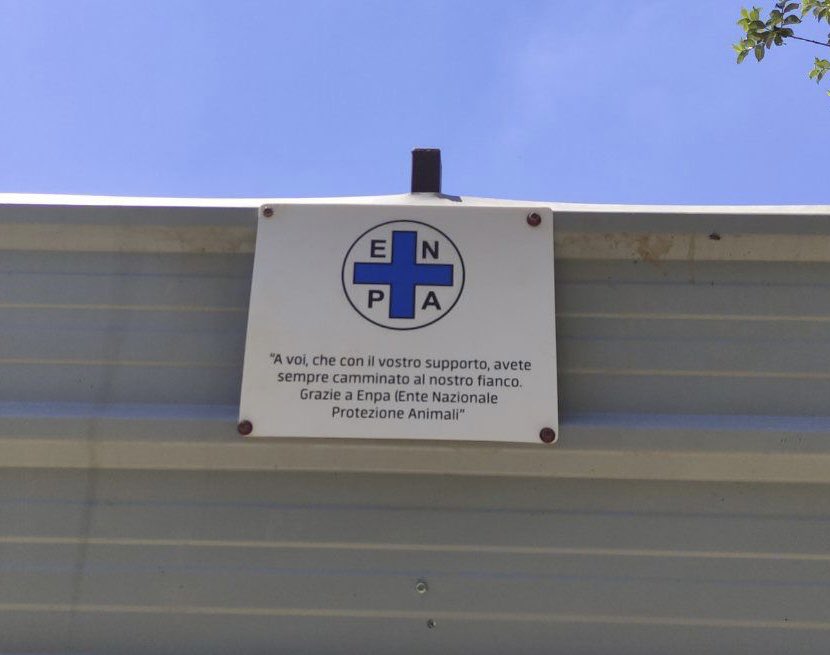 E N
P A
"A voi, che con il vostro supporto, avete
sempre camminato al nostro fianco.
Grazie a Enpa (Ente Nazionale
Protezione Animali"